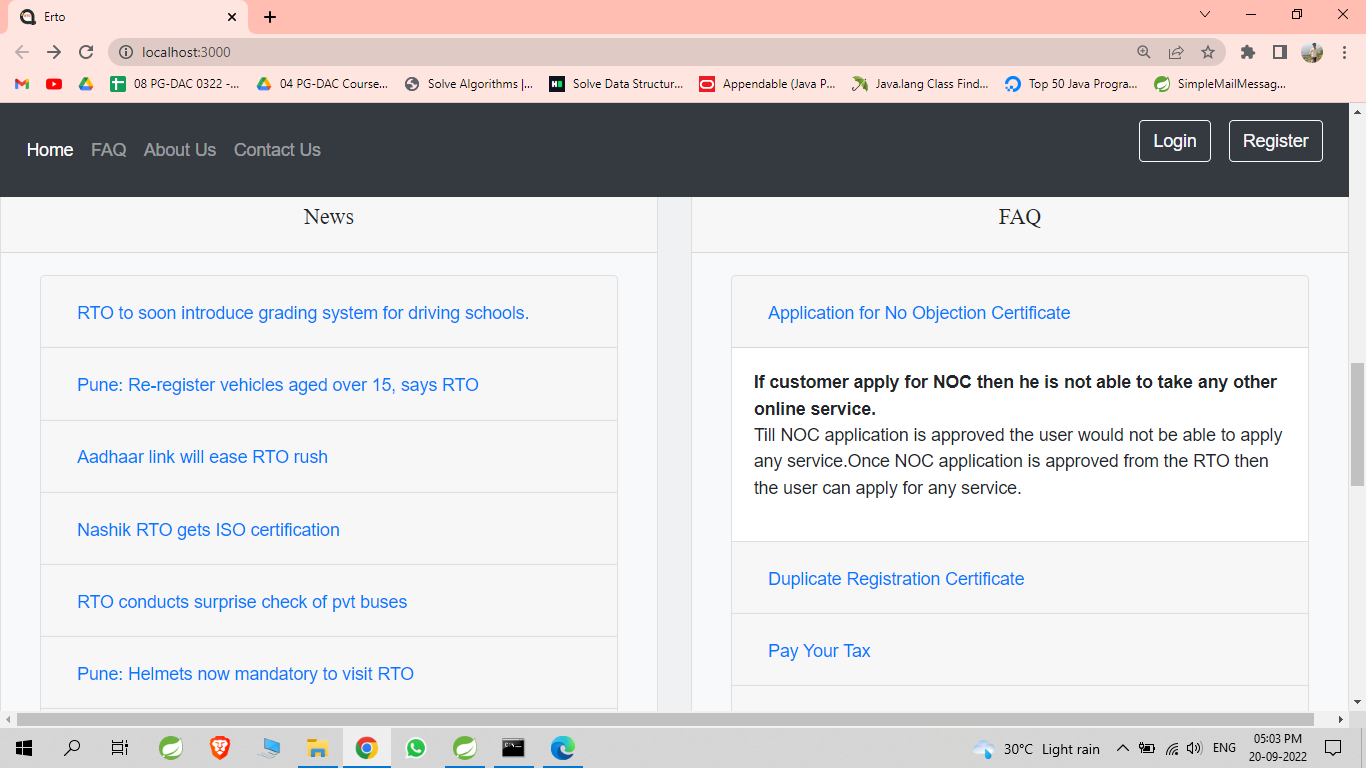 Erto
localhost:3000
08 PG-DAC 0322 -...
04 PG-DAC Course...
Solve Algorithms |...
Solve Data Structur...
Appendable (Java P...
Java.lang Class Find...
Top 50 Java Progra...
SimpleMailMessag...
Home FAQ About Us Contact Us
Login Register
News
RTO to soon introduce grading system for driving schools.
Pune: Re-register vehicles aged over 15, says RTO
Aadhaar link will ease RTO rush
Nashik RTO gets ISO certification
RTO conducts surprise check of pvt buses
Pune: Helmets now mandatory to visit RTO
FAQ
Application for No Objection Certificate
If customer apply for NOC then he is not able to take any other
online service.
Till NOC application is approved the user would not be able to apply
any service.Once NOC application is approved from the RTO then
the user can apply for any service.
Duplicate Registration Certificate
Pay Your Tax
30°C Light rain
ENG
05:03 PM
20-09-2022